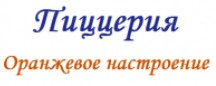 Пиццерия
Оранжевое настроение